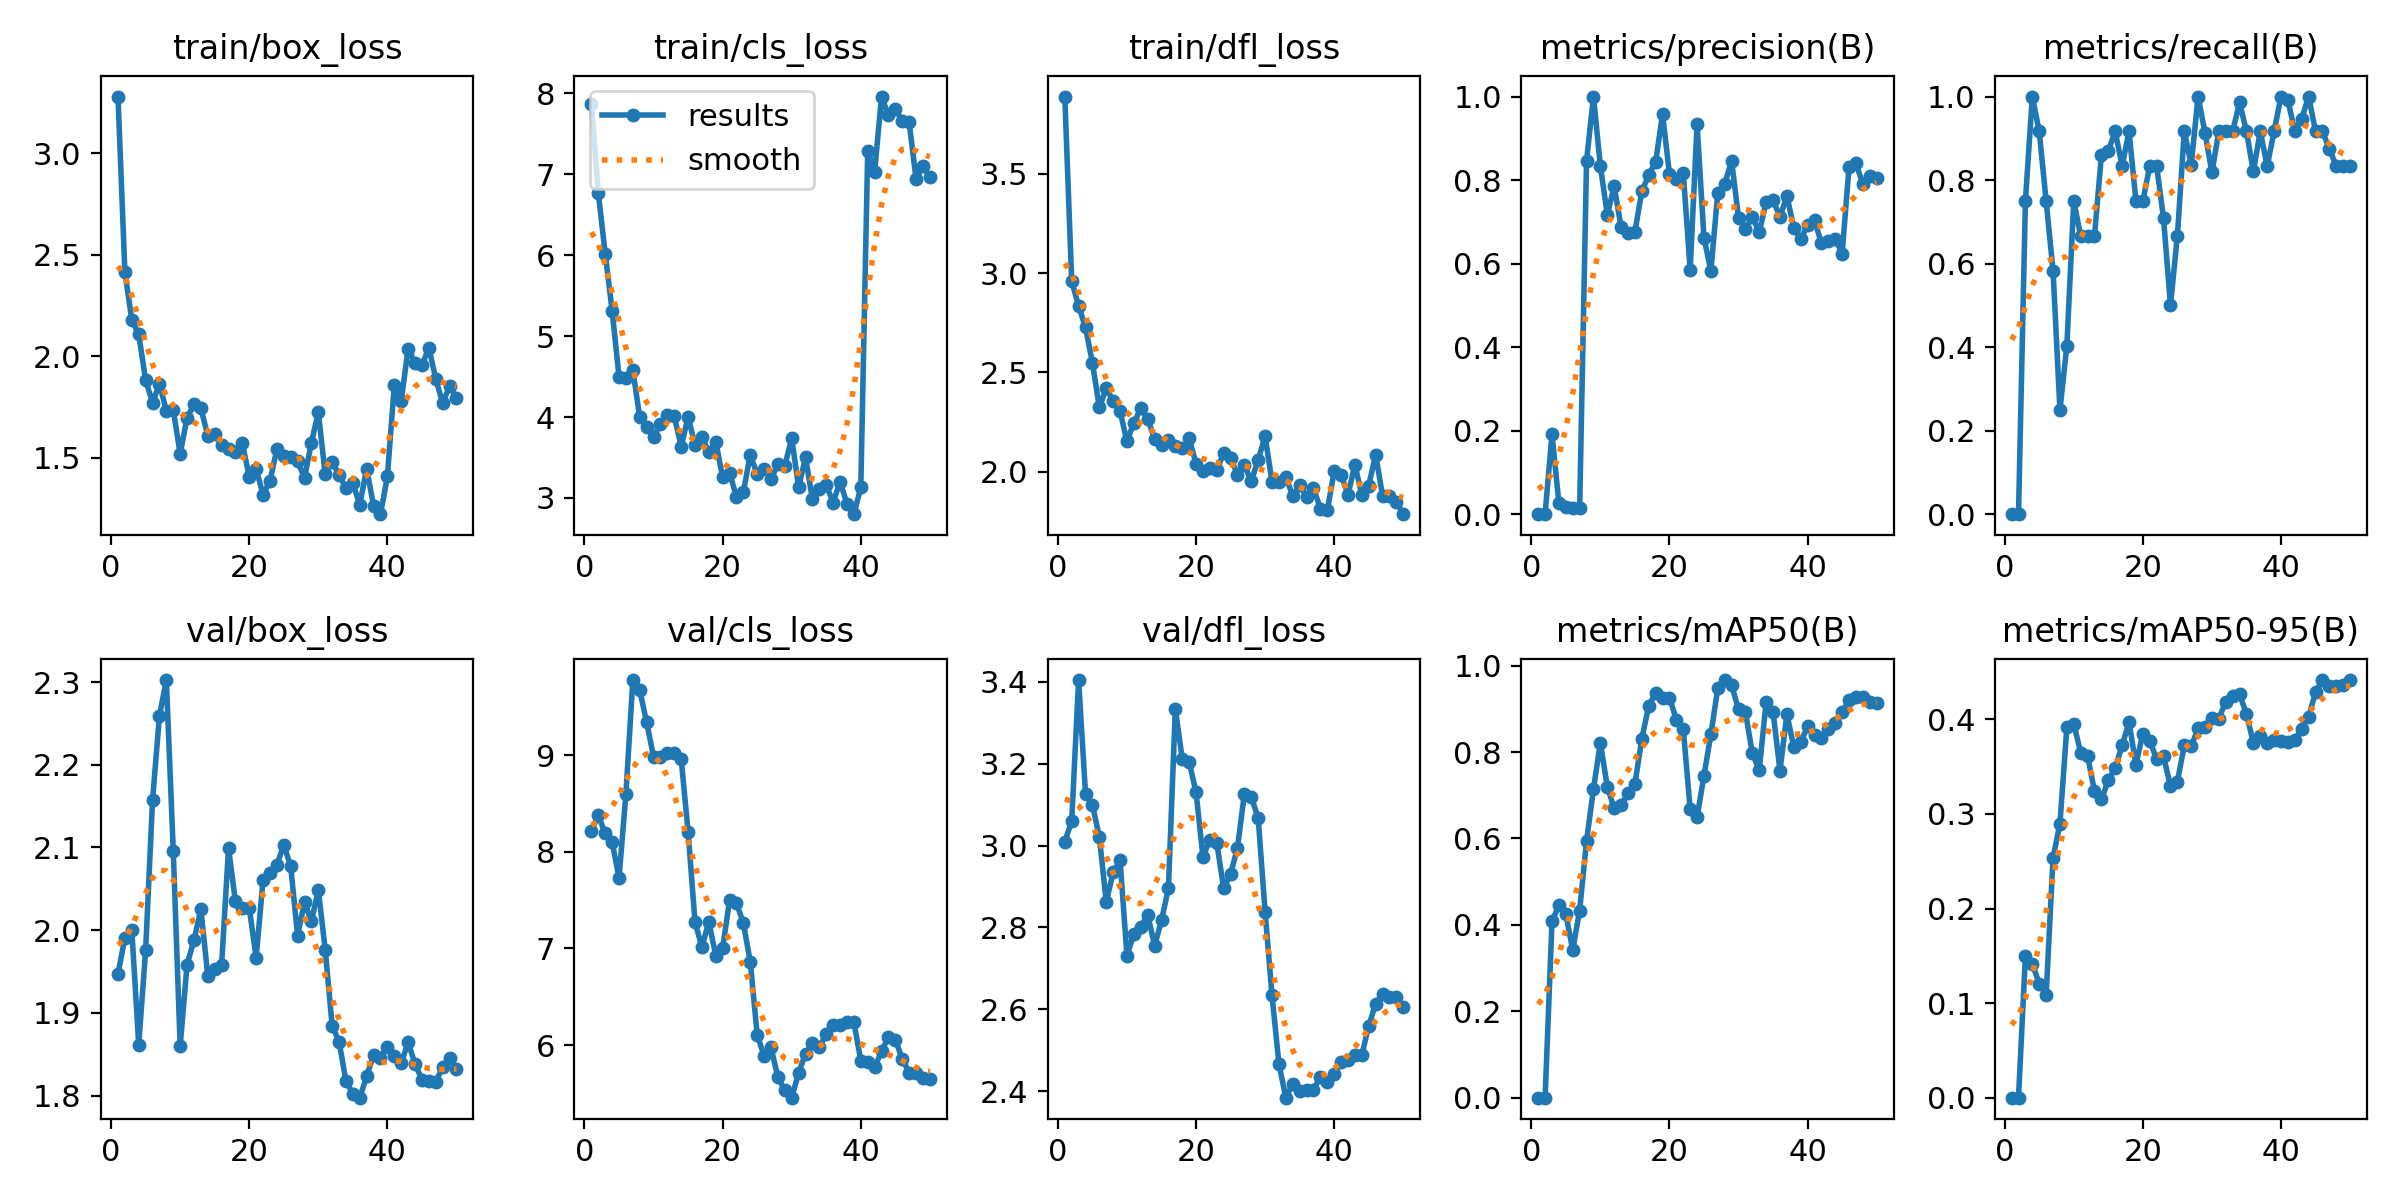 train/box_loss
3.0
2.5
2.0
1.5
0 20 40
train/cls_loss
results
smooth
8
7
6
5
4
3
0 20 40
train/dfl_loss
3.5
3.0
2.5
2.0
0 20 40
metrics/precision(B)
1.0
0.8
0.6
0.4
0.2
0.0
0 20 40
metrics/recall(B)
1.0
0.8
0.6
0.4
0.2
0.0
0 20 40
val/box_loss
2.3
2.2
2.1
2.0
1.9
1.8
0 20 40
val/cls_loss
9
8
7
6
0 20 40
val/dfl_loss
3.4
3.2
3.0
2.8
2.6
2.4
0 20 40
metrics/mAP50(B)
1.0
0.8
0.6
0.4
0.2
0.0
0 20 40
metrics/mAP50-95(B)
0.4
0.3
0.2
0.1
0.0
0 20 40